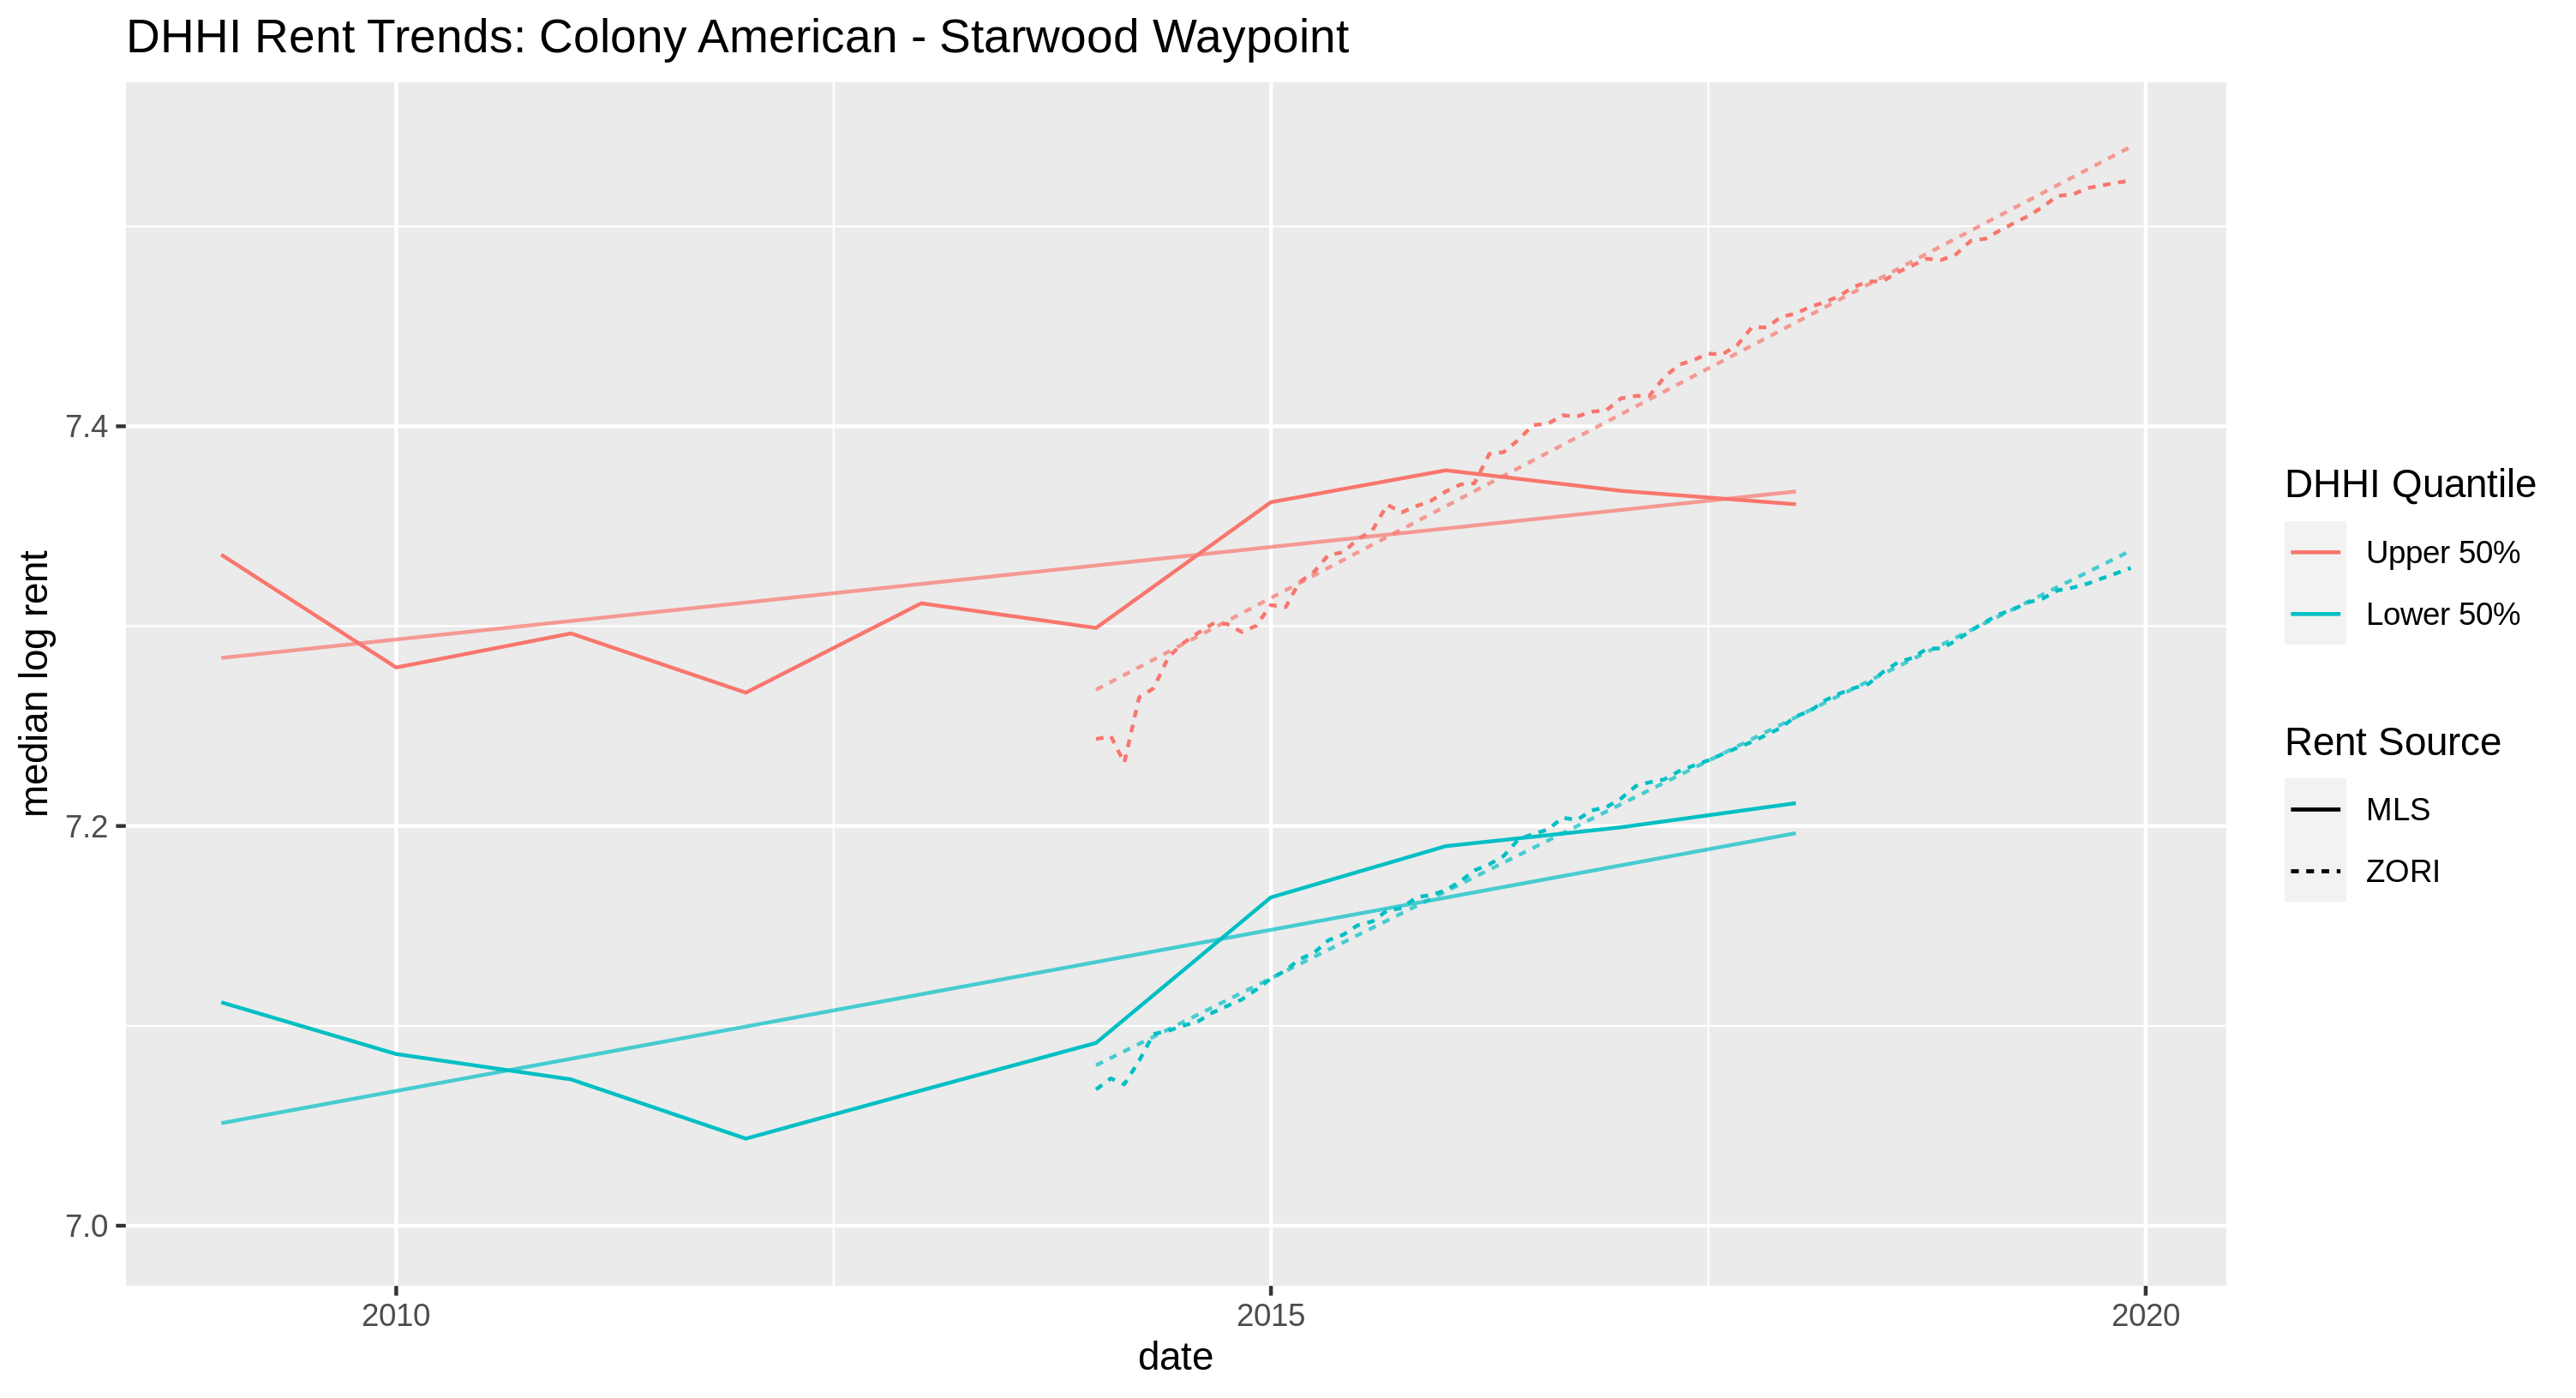 DHHI Rent Trends: Colony American - Starwood Waypoint
median log rent
7.4
7.2
7.0
2010
2015
2020
date
DHHI Quantile
Upper 50%
Lower 50%
Rent Source
MLS
ZORI